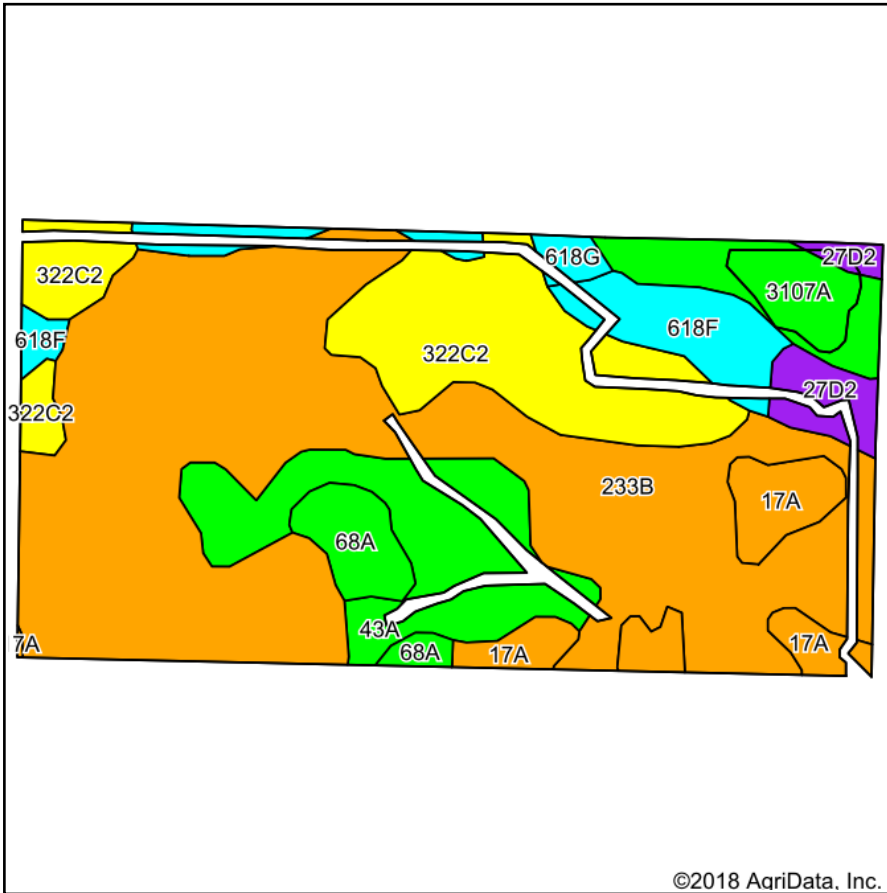 27D2
618G
322C2
3107A
618F
618F
322C2
27D2
322C2
233B
17A
68A
43A
7A
17A
68A
17A
©2018 AgriData, Inc.